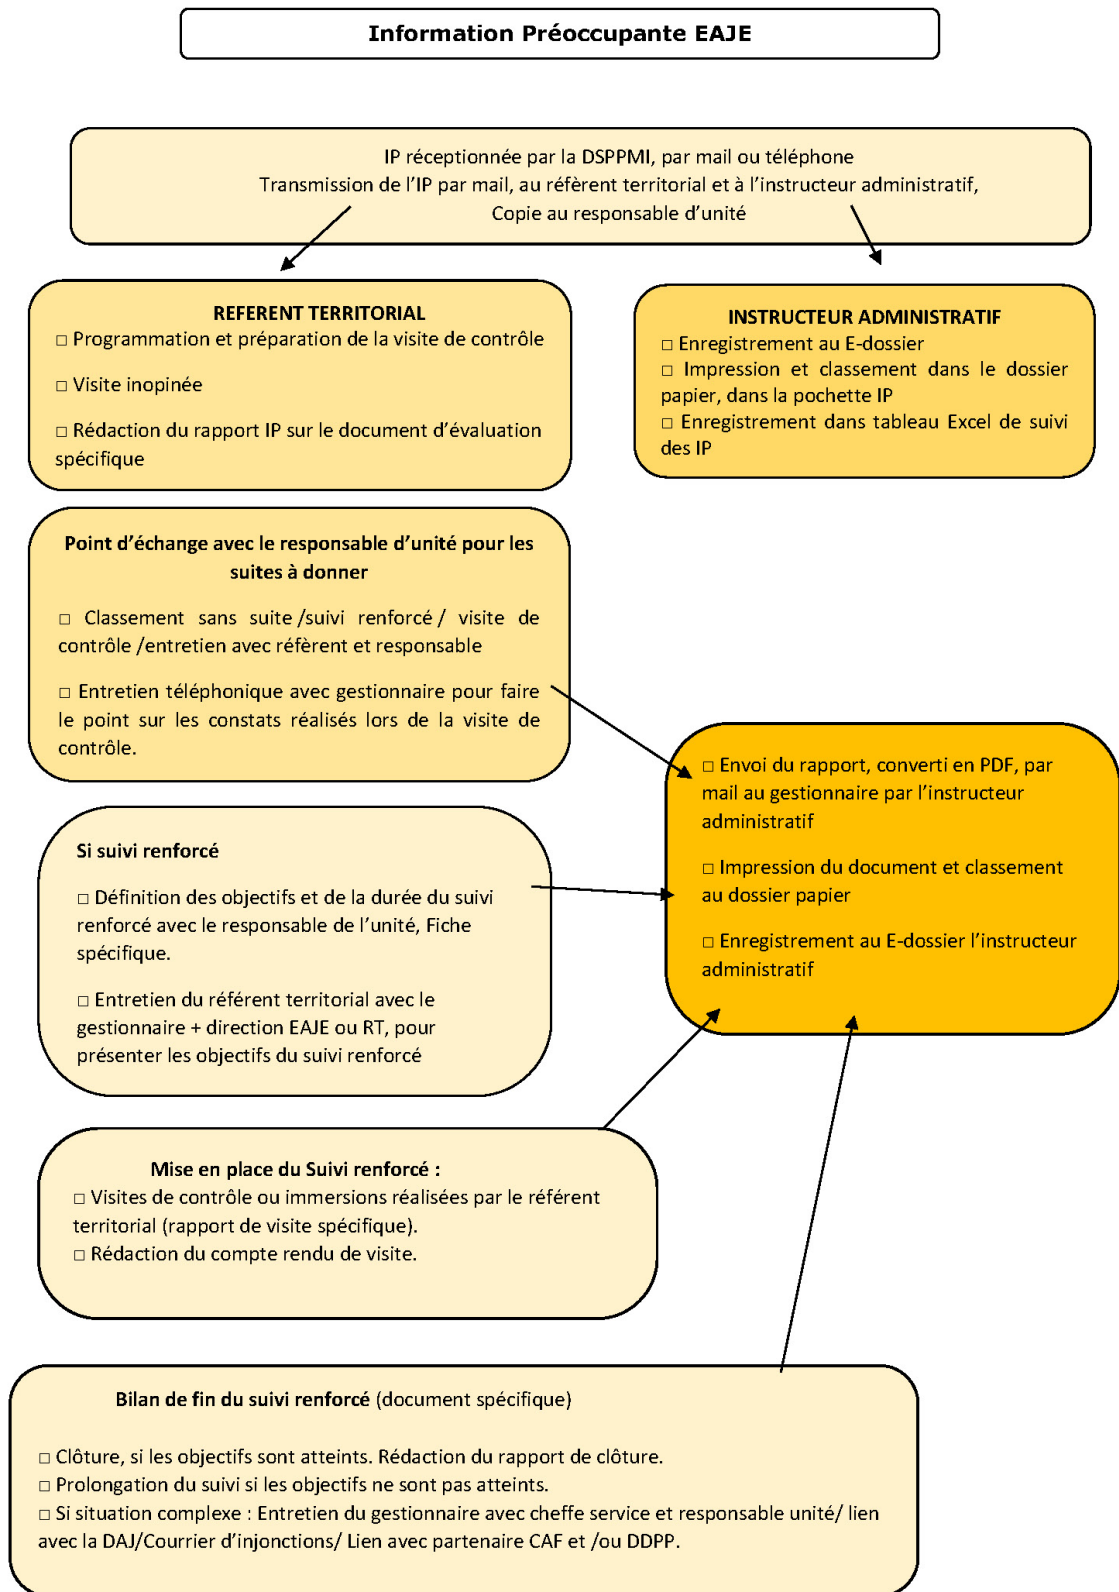 Information Préoccupante EAJE
IP réceptionnée par la DSPPMI, par mail ou téléphone
Transmission de l'IP par mail, au réfèrent territorial et à l'instructeur administratif,
Copie au responsable d'unité
REFERENT TERRITORIAL
□ Programmation et préparation de la visite de contrôle
□ Visite inopinée
□ Rédaction du rapport IP sur le document d'évaluation
spécifique
INSTRUCTEUR ADMINISTRATIF
□ Enregistrement au E-dossier
□ Impression et classement dans le dossier
papier, dans la pochette IP
□ Enregistrement dans tableau Excel de suivi
des IP
Point d'échange avec le responsable d'unité pour les
suites à donner
□ Classement sans suite /suivi renforcé / visite de
contrôle /entretien avec réfèrent et responsable
□ Entretien téléphonique avec gestionnaire pour faire
le point sur les constats réalisés lors de la visite de
contrôle.
□ Envoi du rapport, converti en PDF, par
mail au gestionnaire par l'instructeur
administratif
□ Impression du document et classement
au dossier papier
□ Enregistrement au E-dossier l'instructeur
administratif
Si suivi renforcé
□ Définition des objectifs et de la durée du suivi
renforcé avec le responsable de l'unité, Fiche
spécifique.
□ Entretien du référent territorial avec le
gestionnaire + direction EAJE ou RT, pour
présenter les objectifs du suivi renforcé
Mise en place du Suivi renforcé :
□ Visites de contrôle ou immersions réalisées par le référent
territorial (rapport de visite spécifique).
□ Rédaction du compte rendu de visite.
Bilan de fin du suivi renforcé (document spécifique)
□ Clôture, si les objectifs sont atteints. Rédaction du rapport de clôture.
□ Prolongation du suivi si les objectifs ne sont pas atteints.
□ Si situation complexe : Entretien du gestionnaire avec cheffe service et responsable unité/ lien
avec la DAJ/Courrier d'injonctions/ Lien avec partenaire CAF et /ou DDPP.